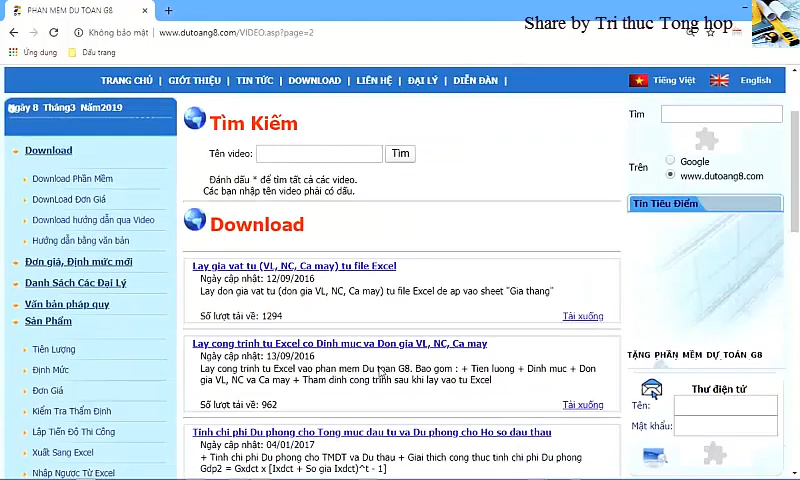 PHAN MEM DU TOAN G8
Share by Tri thuc Tong hop
Không bảo mật | www.dutoang8.com/VIDEO.asp?page=2
Ứng dụng
Dấu trang
TRANG CHỦ | GIỚI THIỆU | TIN TỨC | DOWNLOAD | LIÊN HỆ | ĐẠI LÝ | DIỄN ĐÀN |
Tiếng Việt
English
Ngày 8 Tháng3 Năm2019
Download
Download Phần Mềm
DownLoad Đơn Giá
Download hướng dẫn qua Video
Hướng dẫn bằng văn bản
Đơn giá, Định mức mới
Danh Sách Các Đại Lý
Văn bản pháp quy
Sản Phẩm
Tiên Lượng
Định Mức
Đơn Giá
Kiểm Tra Thẩm Định
Lập Tiến Độ Thi Công
Xuất Sang Excel
Nhập Ngược Từ Excel
Tìm Kiếm
Tên video:
Tìm
Đánh dấu * để tìm tất cả các video.
Các bạn nhập tên video phải có dấu.
Download
Lay gia vat tu (VL, NC, Ca may) tu file Excel
Ngày cập nhật: 12/09/2016
Lay don gia vat tu (don gia VL, NC, Ca may) tu file Excel de ap vao sheet "Gia thang"
Số lượt tải về: 1294
Tải xuống
Lay cong trinh tu Excel co Dinh muc va Don gia VL, NC, Ca may
Ngày cập nhật: 13/09/2016
Lay cong trinh tu Excel vao phan mem Du toan G8. Bao gom : + Tien luong + Dinh muc + Don
gia VL, NC va Ca may + Tham dinh cong trinh sau khi lay vao tu Excel
Số lượt tải về: 962
Tải xuống
Tinh chi phi Du phong cho Tong muc dau tu va Du phong cho Ho so dau thau
Ngày cập nhật: 04/01/2017
+ Tinh chi phi Du phong cho TMDT va Du thau + Giai thich cong thuc tinh chi phi Du phong
Gdp2 = Gxdct x [Ixdct + So gia Ixdct)^t - 1]
Tìm
Trên
Google
www.dutoang8.com
Tin Tiêu Điểm
TẶNG PHẦN MỀM DỰ TOÁN G8
Thư điện tử
Tên:
Mật khẩu: